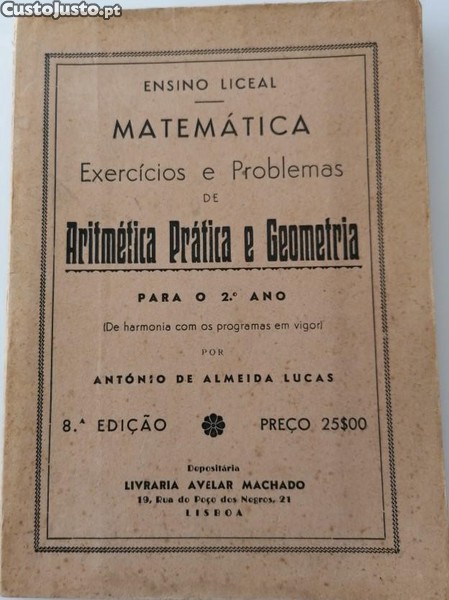 CustoJusto.pt
ENSINO LICEAL
MATEMÁTICA
Exercícios e Problemas
DE
Aritmética Prática e Geometria
PARA O 2.º ANO
(De harmonia com os programas em vigor)
POR
ANTÓNIO DE ALMEIDA LUCAS
8.ª EDIÇÃO PREÇO 25$00
Depositária
LIVRARIA AVELAR MACHADO
19, Rua do Poço dos Negros, 21
LISBOA